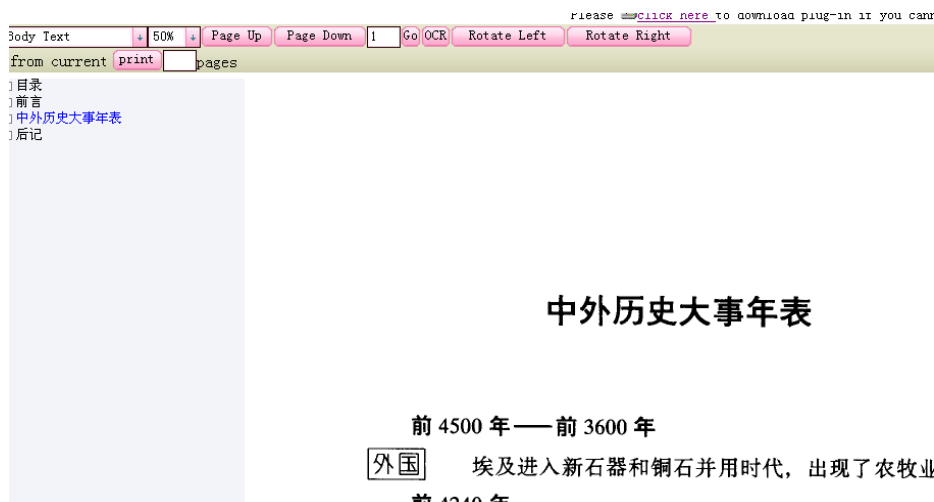 Please click here to download plug-in if you cann
Body Text 50% Page Up Page Down 1 Go OCR Rotate Left Rotate Right
from current print pages
目录
前言
中外历史大事年表
后记
中外历史大事年表
前 4500 年——前 3600 年
外国 埃及进入新石器和铜石并用时代，出现了农牧业
前 4240 年